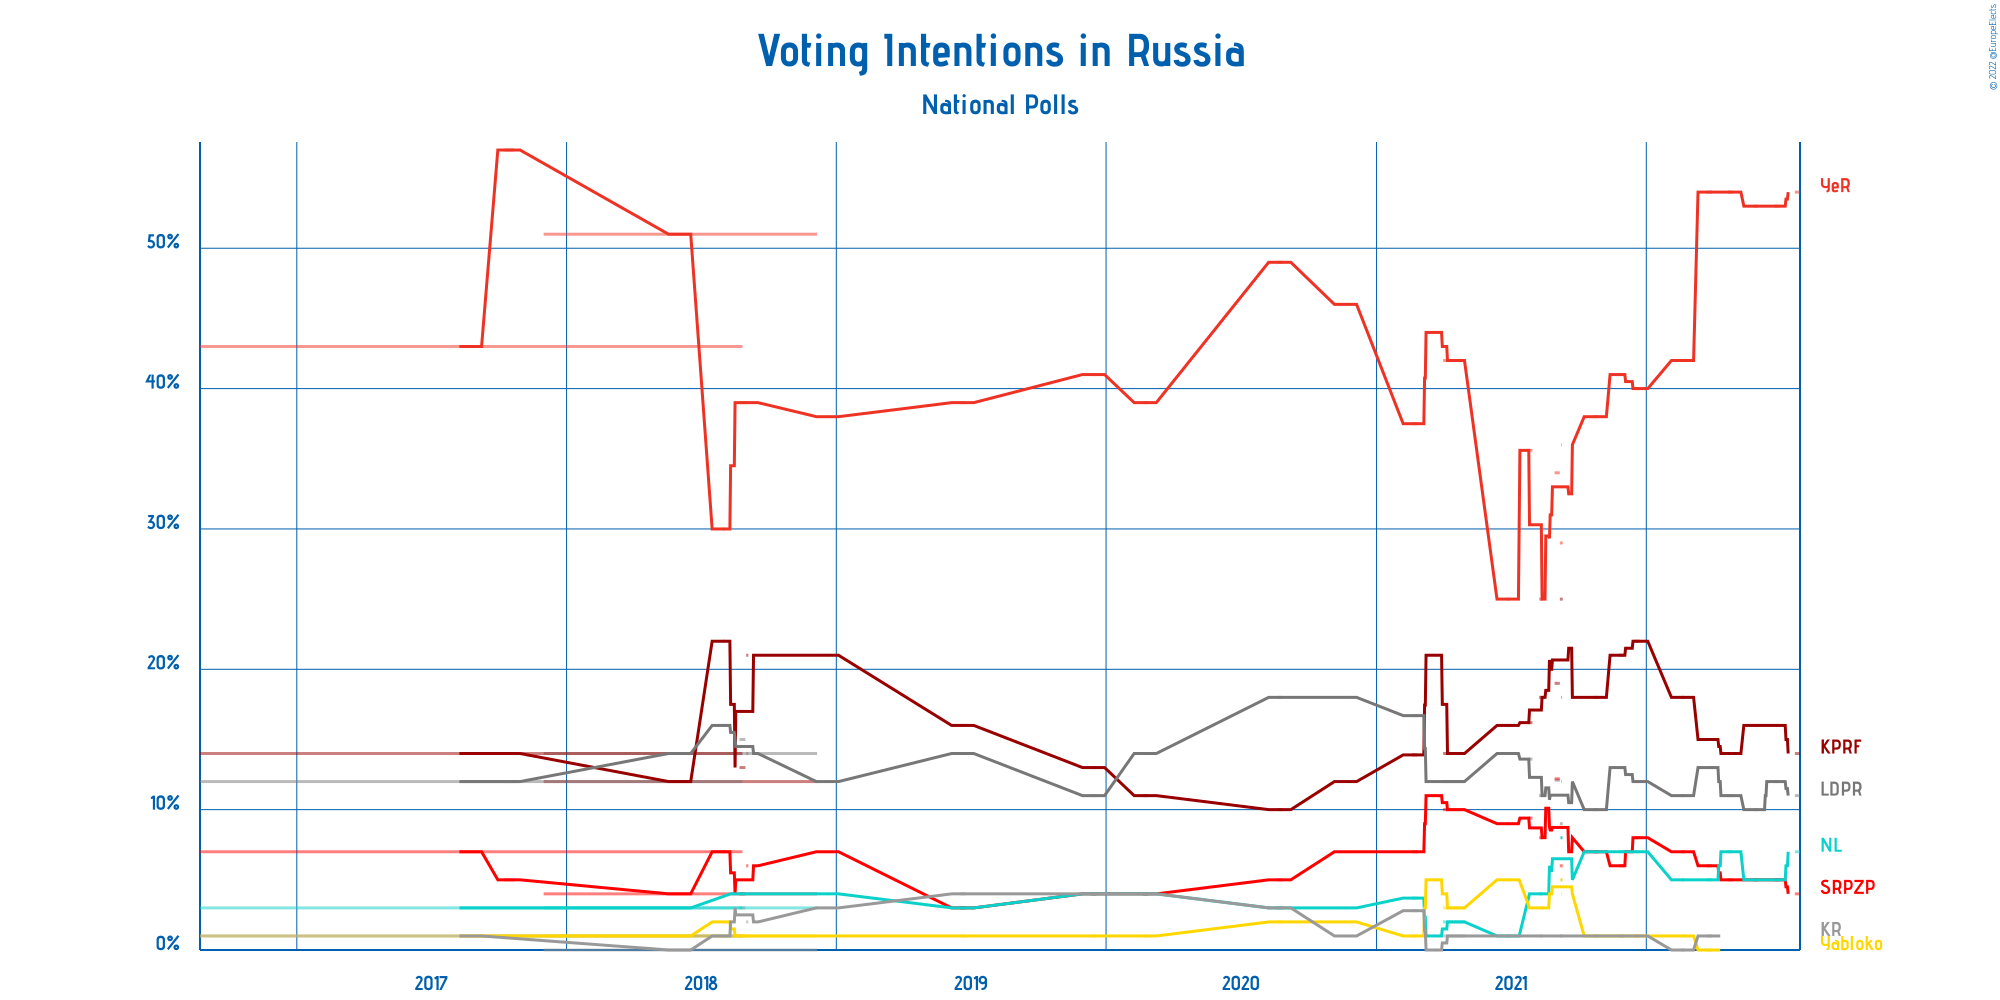 Voting Intentions in Russia
National Polls
© 2022 @EuropeElects
YeR
50%
40%
30%
20%
KPRF
LDPR
10%
NL
SRPZP
KR
Yabloko
0%
2017 2018 2019 2020 2021